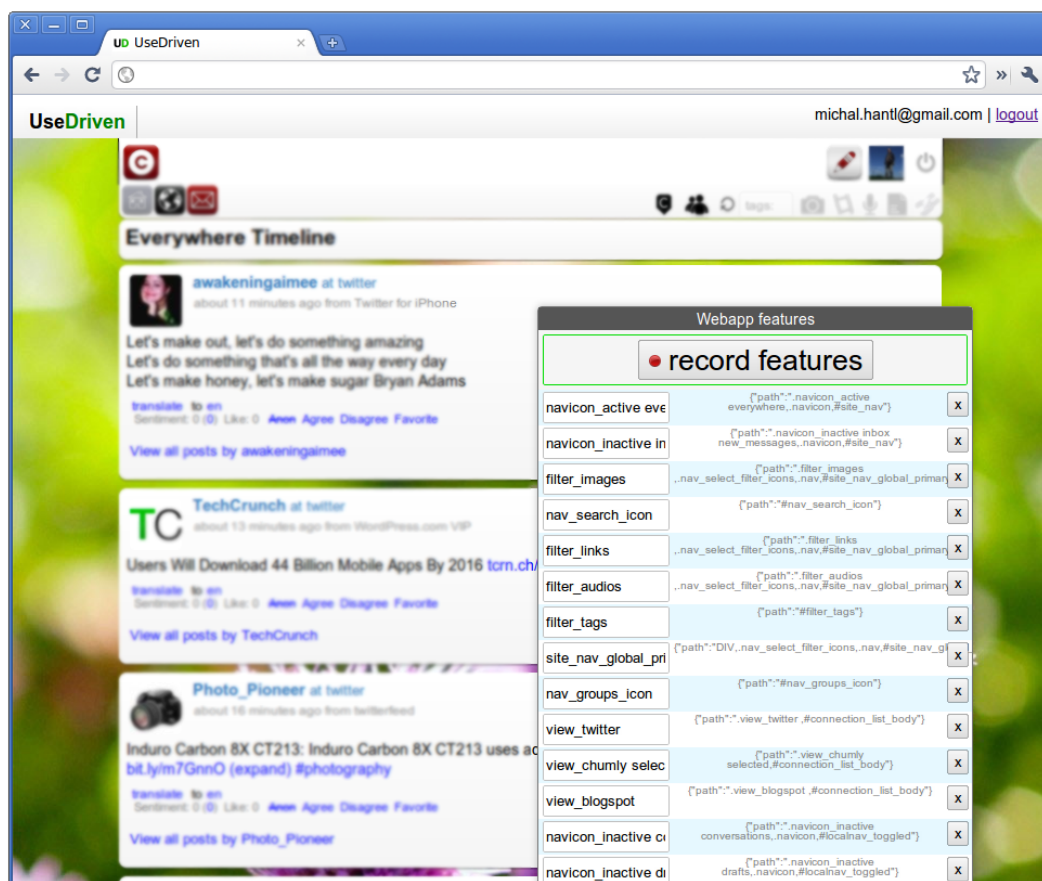 UD UseDriven
UseDriven
michal.hantl@gmail.com | logout
tags:
Everywhere Timeline
awakeningaimee at twitter
about 11 minutes ago from Twitter for iPhone
Let's make out, let's do something amazing
Let's do something that's all the way every day
Let's make honey, let's make sugar Bryan Adams
translate to en
Sentiment: 0 (0) Like: 0 Anon Agree Disagree Favorite
View all posts by awakeningaimee
TC
TechCrunch at twitter
about 13 minutes ago from WordPress.com VIP
Users Will Download 44 Billion Mobile Apps By 2016 tcrn.ch/
translate to en
Sentiment: 0 (0) Like: 0 Anon Agree Disagree Favorite
View all posts by TechCrunch
Photo_Pioneer at twitter
about 16 minutes ago from twitterfeed
Induro Carbon 8X CT213: Induro Carbon 8X CT213 uses ad
bit.ly/m7GnnO (expand) #photography
translate to en
Sentiment: 0 (0) Like: 0 Anon Agree Disagree Favorite
View all posts by Photo_Pioneer
Webapp features
record features
navicon_active eve
{"path":".navicon_active
everywhere,.navicon,#site_nav"}
x
navicon_inactive in
{"path":".navicon_inactive inbox
new_messages,.navicon,#site_nav"}
x
filter_images
{"path":".filter_images
,.nav_select_filter_icons,.nav,#site_nav_global_primary
x
nav_search_icon
{"path":"#nav_search_icon"}
x
filter_links
{"path":".filter_links
,.nav_select_filter_icons,.nav,#site_nav_global_primary
x
filter_audios
{"path":".filter_audios
,.nav_select_filter_icons,.nav,#site_nav_global_primary
x
filter_tags
{"path":"#filter_tags"}
x
site_nav_global_pri
{"path":"DIV,.nav_select_filter_icons,.nav,#site_nav_gl
x
nav_groups_icon
{"path":"#nav_groups_icon"}
x
view_twitter
{"path":".view_twitter ,#connection_list_body"}
x
view_chumly selec
{"path":".view_chumly
selected,#connection_list_body"}
x
view_blogspot
{"path":".view_blogspot ,#connection_list_body"}
x
navicon_inactive co
{"path":".navicon_inactive
conversations,.navicon,#localnav_toggled"}
x
navicon_inactive dr
{"path":".navicon_inactive
drafts,.navicon,#localnav_toggled"}
x